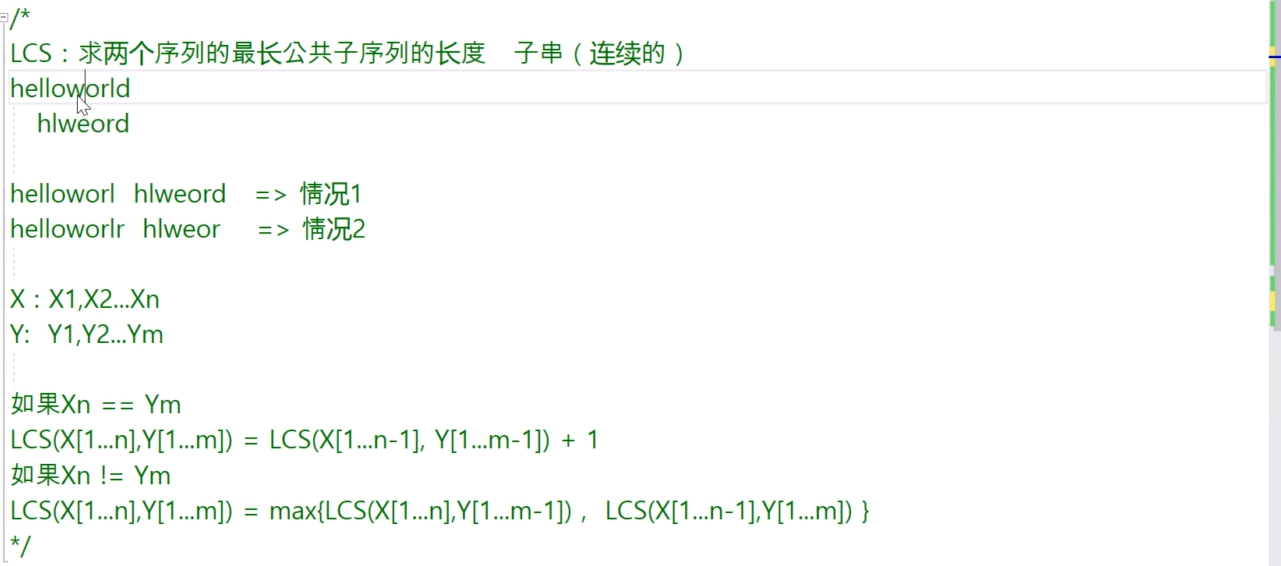 /*
LCS：求两个序列的最长公共子序列的长度 子串（连续的）
helloworld
hlweord
helloworl hlweord => 情况1
helloworlr hlweor => 情况2
X：X1,X2...Xn
Y: Y1,Y2...Ym
如果Xn == Ym
LCS(X[1...n],Y[1...m]) = LCS(X[1...n-1], Y[1...m-1]) + 1
如果Xn != Ym
LCS(X[1...n],Y[1...m]) = max{LCS(X[1...n],Y[1...m-1])， LCS(X[1...n-1],Y[1...m]) }
*/